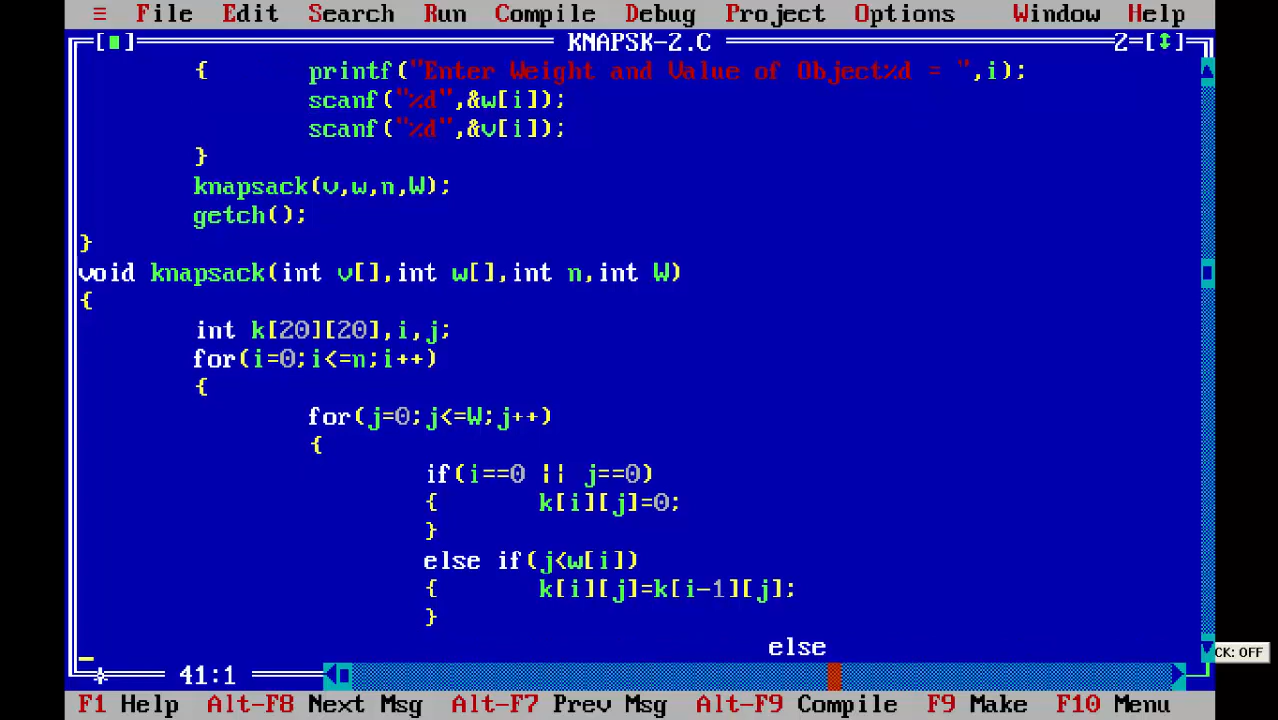 ≡ File Edit Search Run Compile Debug Project Options Window Help
[■] KNAPSK-2.C 2=[↕]
{ printf("Enter Weight and Value of Object%d = ",i);
scanf("%d",&w[i]);
scanf("%d",&v[i]);
}
knapsack(v,w,n,W);
getch();
}
void knapsack(int v[],int w[],int n,int W)
{
int k[20][20],i,j;
for(i=0;i<=n;i++)
{
for(j=0;j<=W;j++)
{
if(i==0 || j==0)
{ k[i][j]=0;
}
else if(j<w[i])
{ k[i][j]=k[i-1][j];
}
else
CK: OFF
41:1
F1 Help Alt-F8 Next Msg Alt-F7 Prev Msg Alt-F9 Compile F9 Make F10 Menu